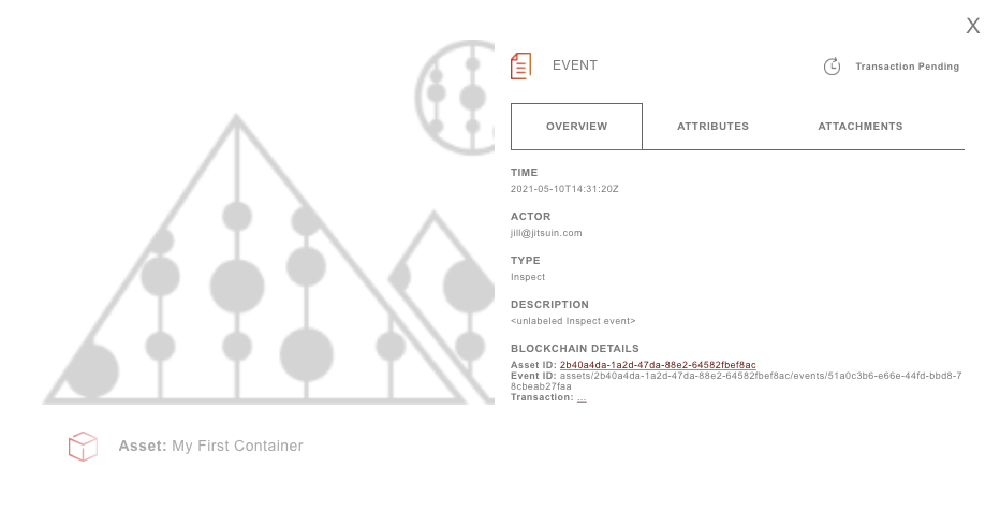 X
EVENT
Transaction Pending
OVERVIEW ATTRIBUTES ATTACHMENTS
TIME
2021-05-10T14:31:20Z
ACTOR
jill@jitsuin.com
TYPE
Inspect
DESCRIPTION
<unlabeled Inspect event>
BLOCKCHAIN DETAILS
Asset ID: 2b40a4da-1a2d-47da-88e2-64582fbef8ac
Event ID: assets/2b40a4da-1a2d-47da-88e2-64582fbef8ac/events/51a0c3b6-e66e-44fd-bbd8-7
8cbeab27faa
Transaction: ...
Asset: My First Container